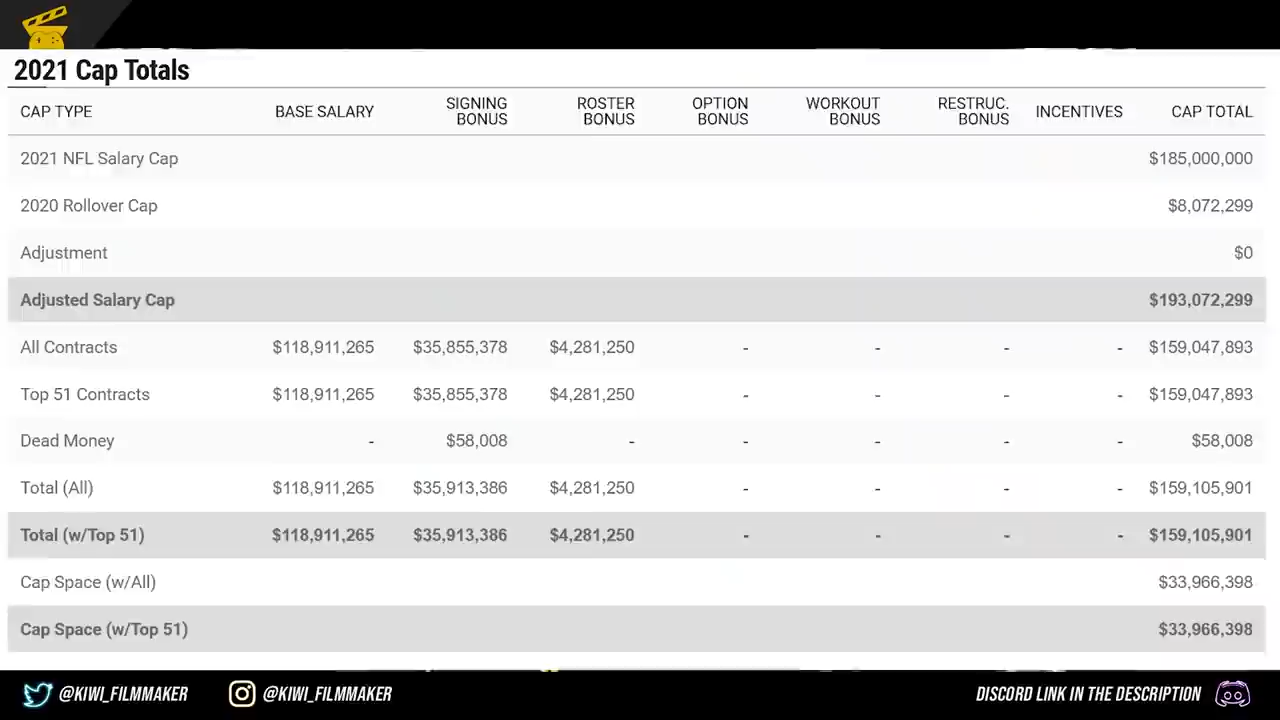 2021 Cap Totals
CAP TYPE BASE SALARY SIGNING BONUS ROSTER BONUS OPTION BONUS WORKOUT BONUS RESTRUC. BONUS INCENTIVES CAP TOTAL
2021 NFL Salary Cap $185,000,000
2020 Rollover Cap $8,072,299
Adjustment $0
Adjusted Salary Cap $193,072,299
All Contracts $118,911,265 $35,855,378 $4,281,250 - - - - $159,047,893
Top 51 Contracts $118,911,265 $35,855,378 $4,281,250 - - - - $159,047,893
Dead Money - $58,008 - - - - - $58,008
Total (All) $118,911,265 $35,913,386 $4,281,250 - - - - $159,105,901
Total (w/Top 51) $118,911,265 $35,913,386 $4,281,250 - - - - $159,105,901
Cap Space (w/All) $33,966,398
Cap Space (w/Top 51) $33,966,398
@KIWI_FILMMAKER @KIWI_FILMMAKER DISCORD LINK IN THE DESCRIPTION